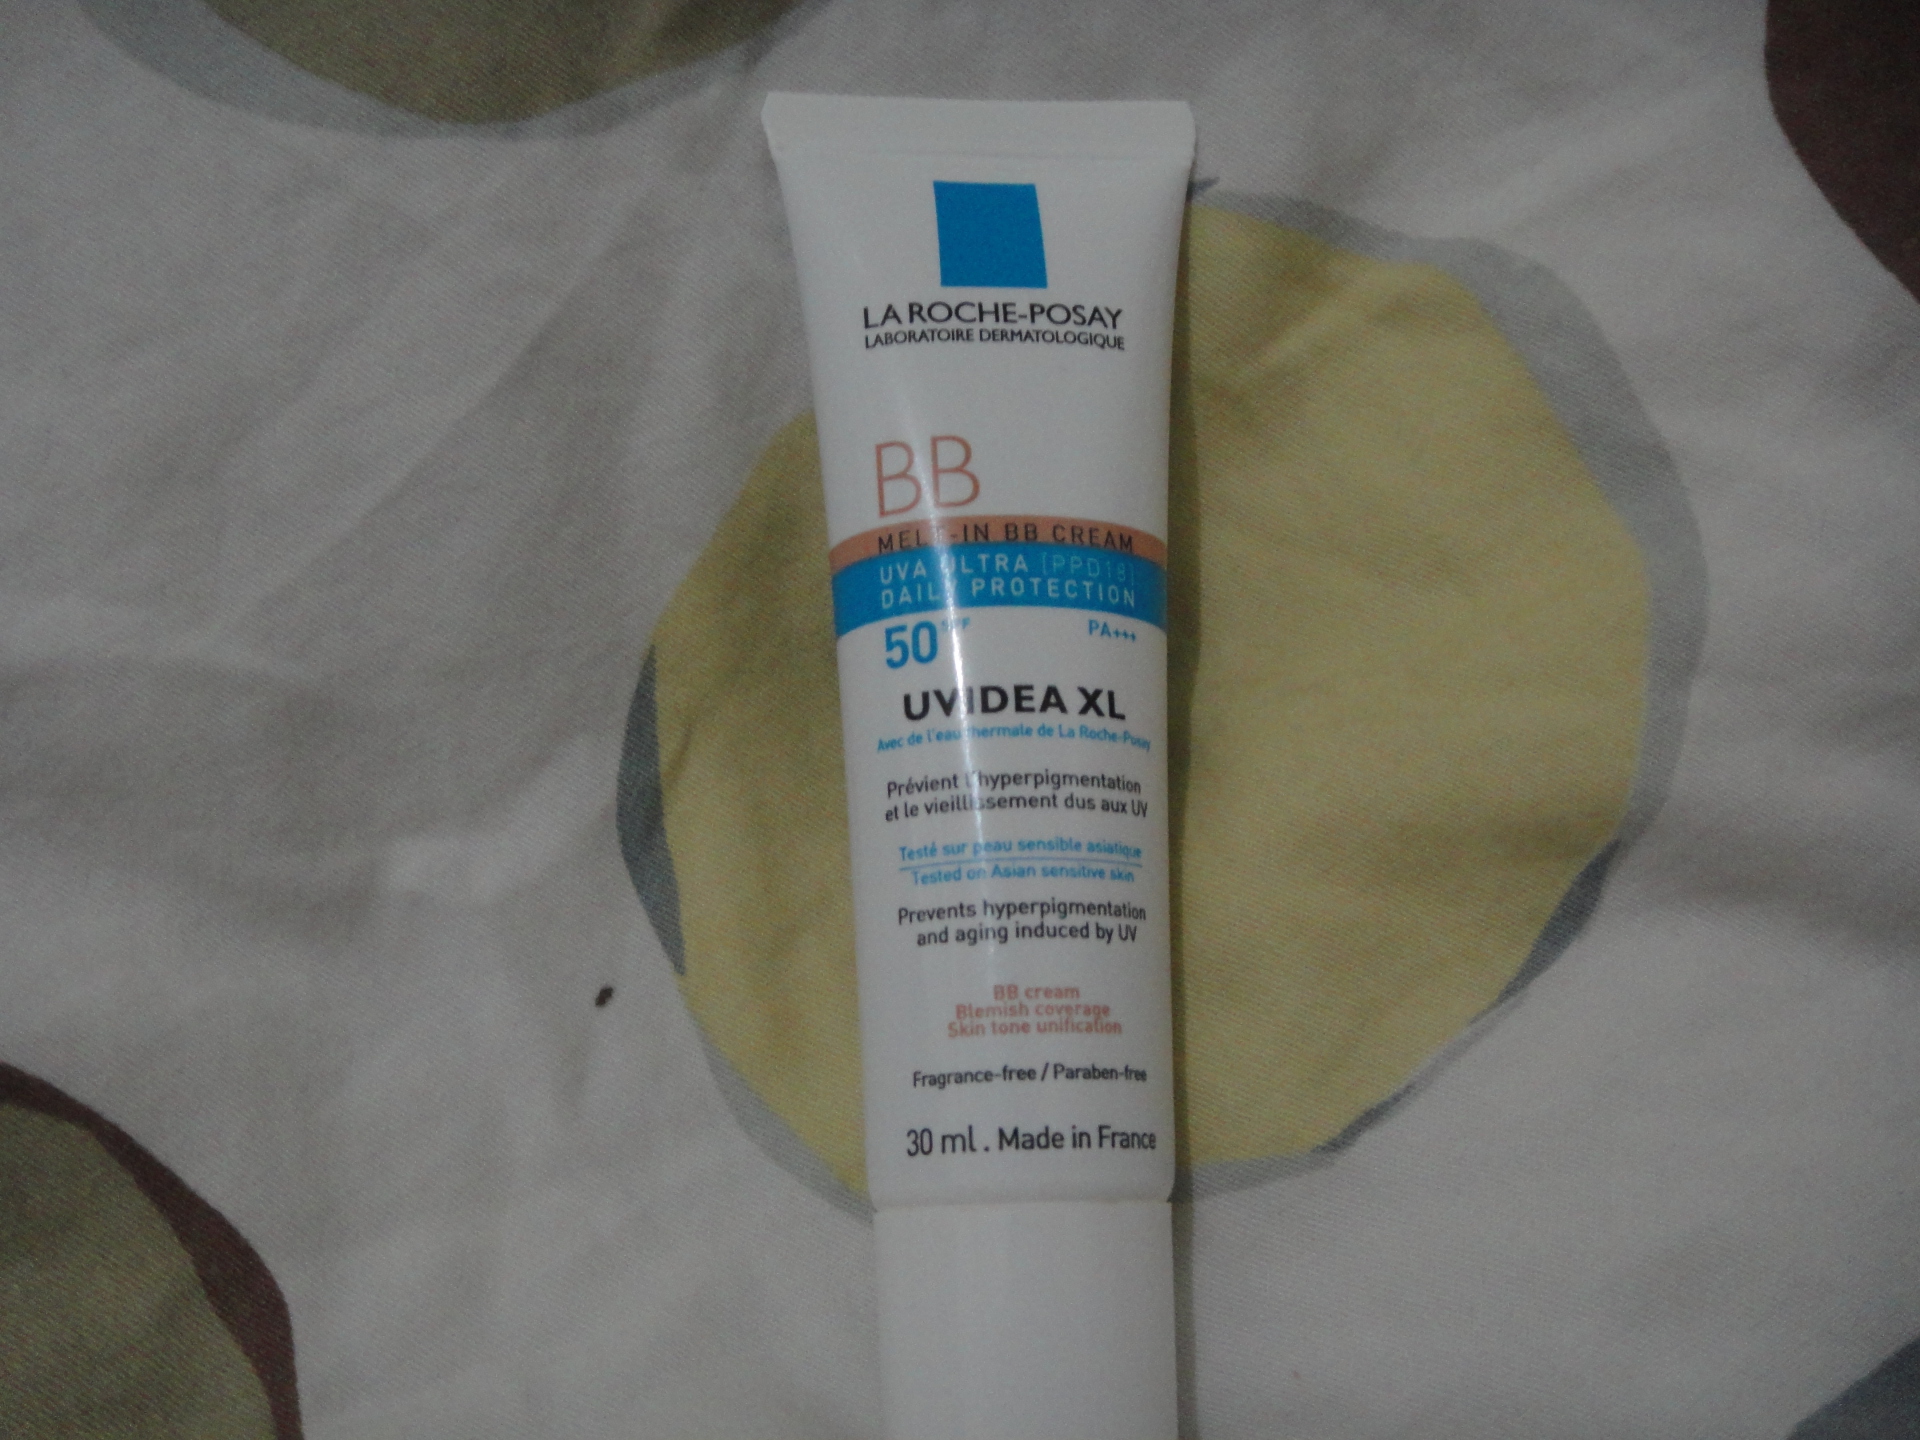 LA ROCHE-POSAY
LABORATOIRE DERMATOLOGIQUE
BB
MELT-IN BB CREAM
UVA ULTRA [PPD18]
DAILY PROTECTION
50 SPF PA+++
UVIDEA XL
Avec de l'eau thermale de La Roche-Posay
Prévient l'hyperpigmentation
et le vieillissement dus aux UV
Testé sur peau sensible asiatique
Tested on Asian sensitive skin
Prevents hyperpigmentation
and aging induced by UV
BB cream
Blemish coverage
Skin tone unification
Fragrance-free / Paraben-free
30 ml . Made in France